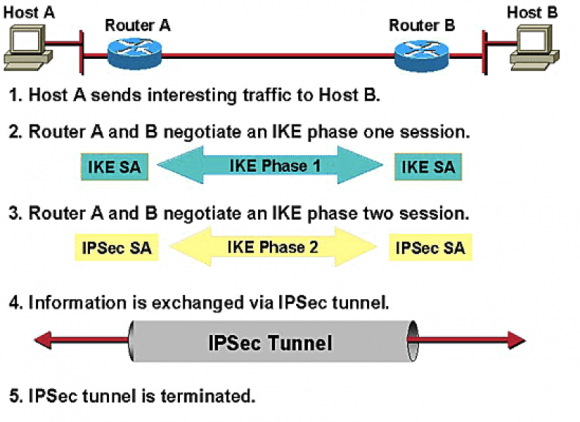 Host A
Router A
Router B
Host B
1. Host A sends interesting traffic to Host B.
2. Router A and B negotiate an IKE phase one session.
IKE SA
IKE Phase 1
IKE SA
3. Router A and B negotiate an IKE phase two session.
IPSec SA
IKE Phase 2
IPSec SA
4. Information is exchanged via IPSec tunnel.
IPSec Tunnel
5. IPSec tunnel is terminated.